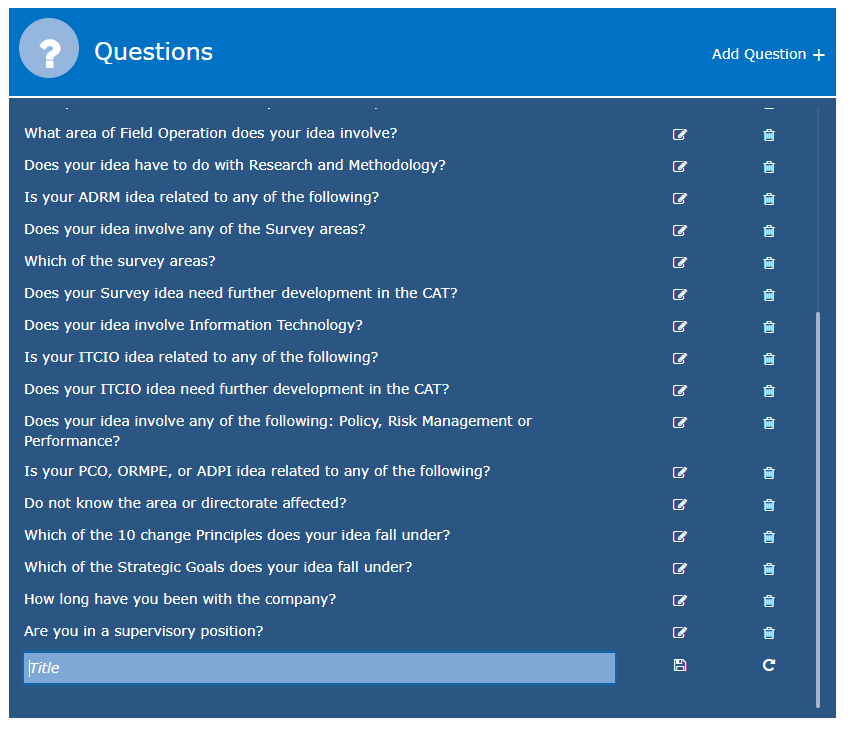 ?
Questions
Add Question +
What area of Field Operation does your idea involve?
Does your idea have to do with Research and Methodology?
Is your ADRM idea related to any of the following?
Does your idea involve any of the Survey areas?
Which of the survey areas?
Does your Survey idea need further development in the CAT?
Does your idea involve Information Technology?
Is your ITCIO idea related to any of the following?
Does your ITCIO idea need further development in the CAT?
Does your idea involve any of the following: Policy, Risk Management or
Performance?
Is your PCO, ORMPE, or ADPI idea related to any of the following?
Do not know the area or directorate affected?
Which of the 10 change Principles does your idea fall under?
Which of the Strategic Goals does your idea fall under?
How long have you been with the company?
Are you in a supervisory position?
Title